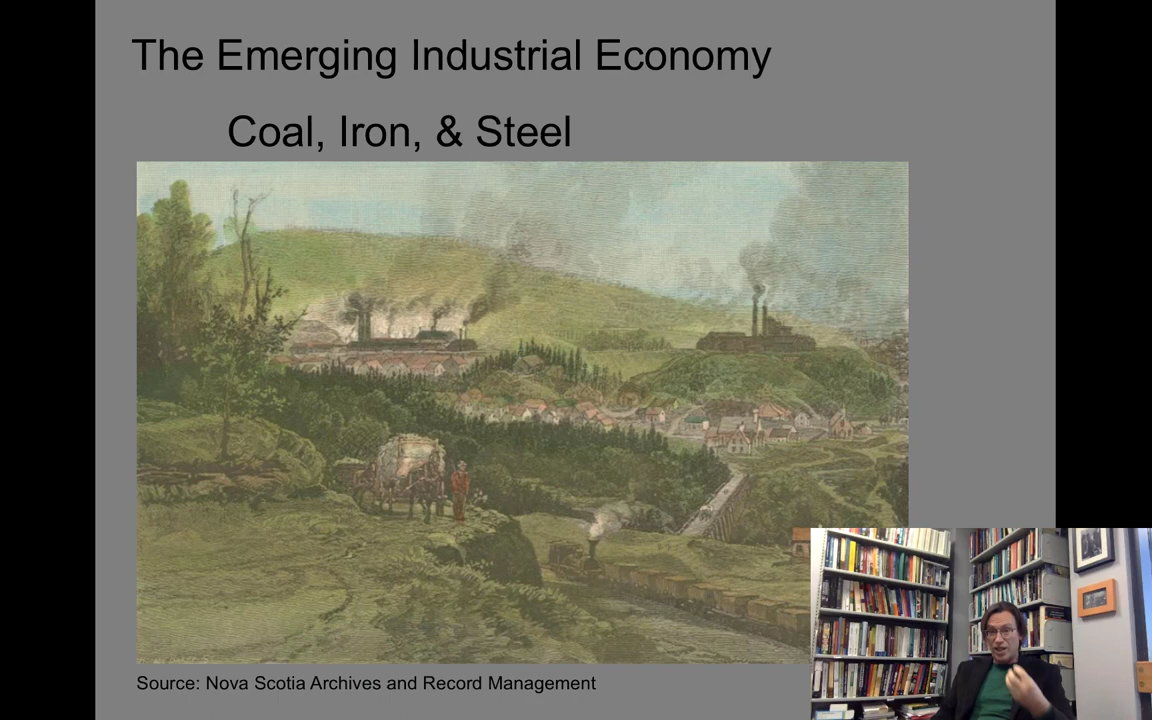 The Emerging Industrial Economy
Coal, Iron, & Steel
Source: Nova Scotia Archives and Record Management